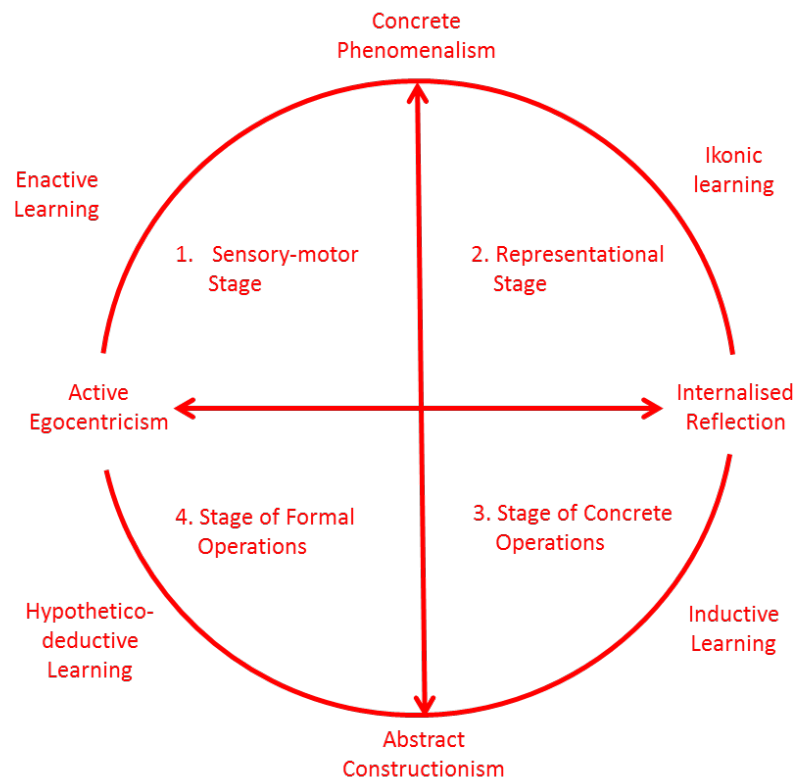 Concrete
Phenomenalism
Enactive
Learning
Ikonic
learning
1. Sensory-motor
Stage
2. Representational
Stage
Active
Egocentricism
Internalised
Reflection
4. Stage of Formal
Operations
3. Stage of Concrete
Operations
Hypothetico-
deductive
Learning
Inductive
Learning
Abstract
Constructionism